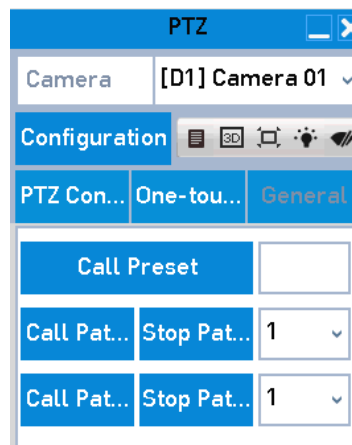 PTZ
Camera [D1] Camera 01
Configuration 3D
PTZ Con... One-tou... General
Call Preset
Call Pat... Stop Pat... 1
Call Pat... Stop Pat... 1